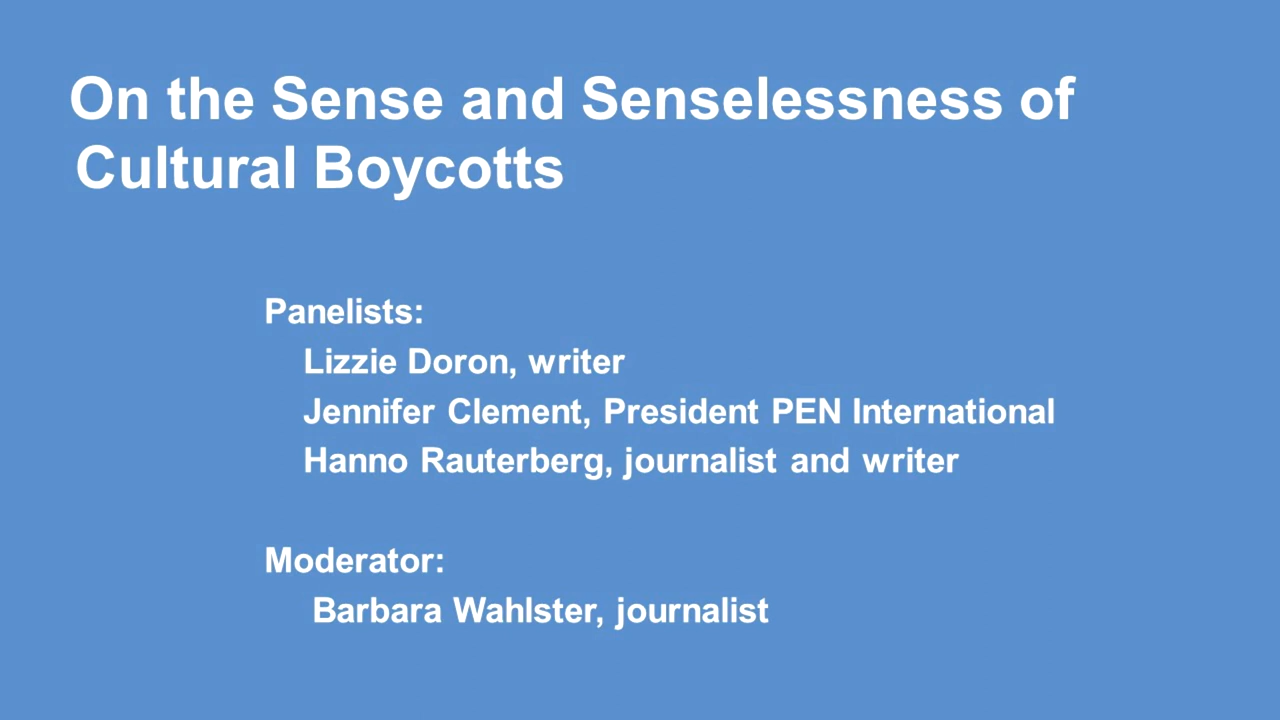 On the Sense and Senselessness of
Cultural Boycotts
Panelists:
Lizzie Doron, writer
Jennifer Clement, President PEN International
Hanno Rauterberg, journalist and writer
Moderator:
Barbara Wahlster, journalist